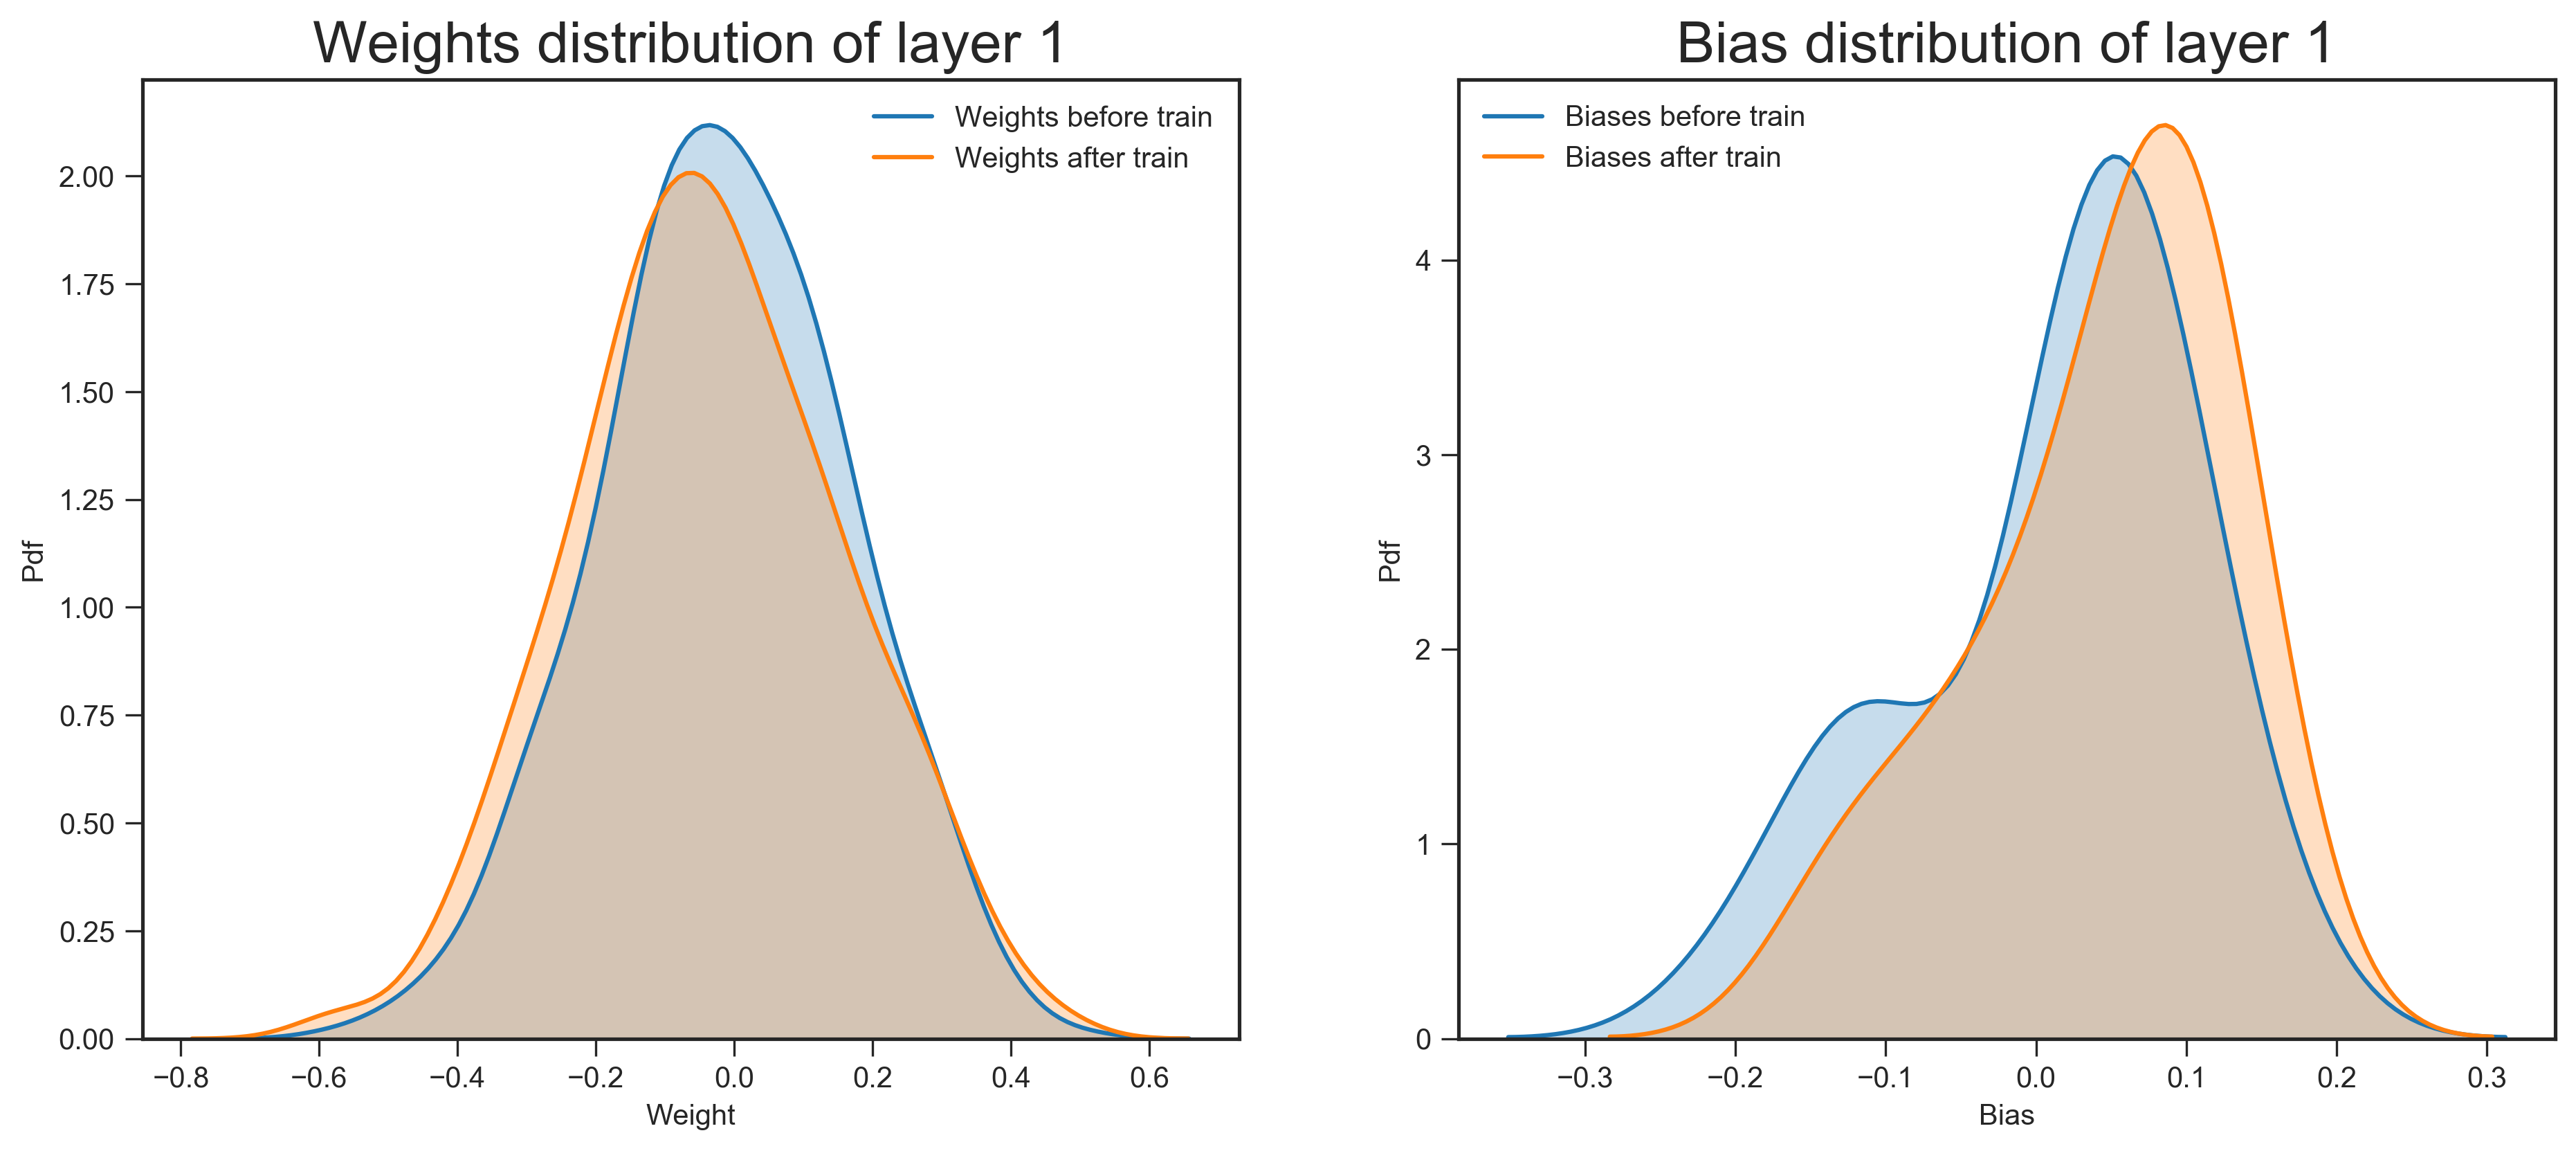 Weights distribution of layer 1
Weights before train
Weights after train
2.00
1.75
1.50
1.25
1.00
0.75
0.50
0.25
0.00
Pdf
−0.8 −0.6 −0.4 −0.2 0.0 0.2 0.4 0.6
Weight
Bias distribution of layer 1
Biases before train
Biases after train
4
3
2
1
0
Pdf
−0.3 −0.2 −0.1 0.0 0.1 0.2 0.3
Bias